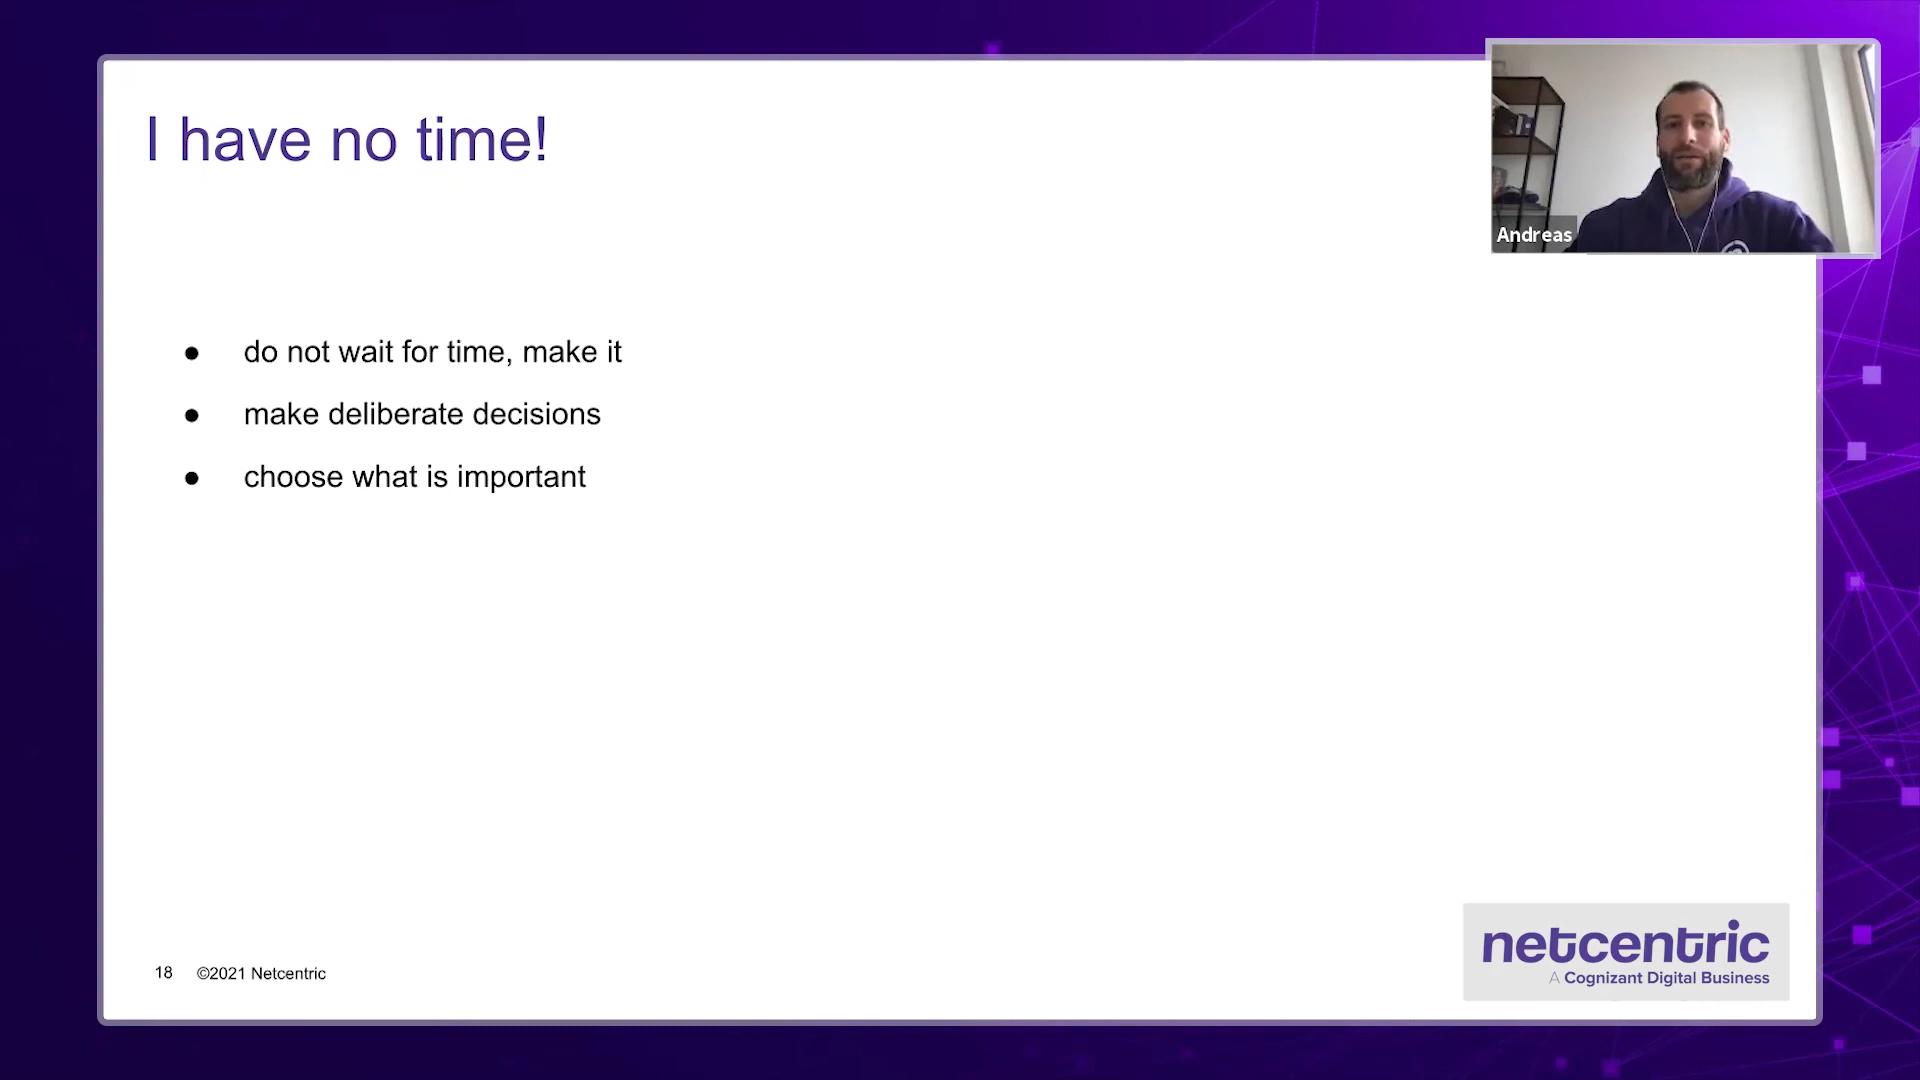 I have no time!
Andreas
● do not wait for time, make it
● make deliberate decisions
● choose what is important
18 ©2021 Netcentric
netcentric
A Cognizant Digital Business